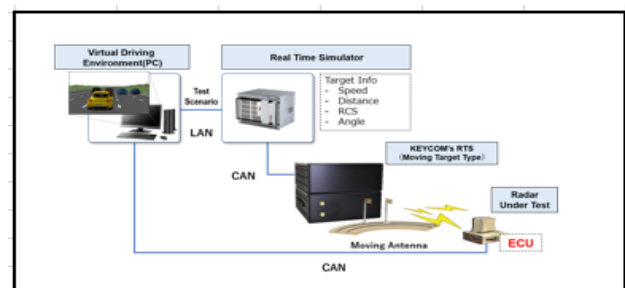 Virtual Driving
Environment(PC)
Real Time Simulator
Test
Scenario
LAN
Target Info
- Speed
- Distance
- RCS
- Angle
CAN
KEYCOM's RTS
(Moving Target Type)
Radar
Under Test
ECU
Moving Antenna
CAN